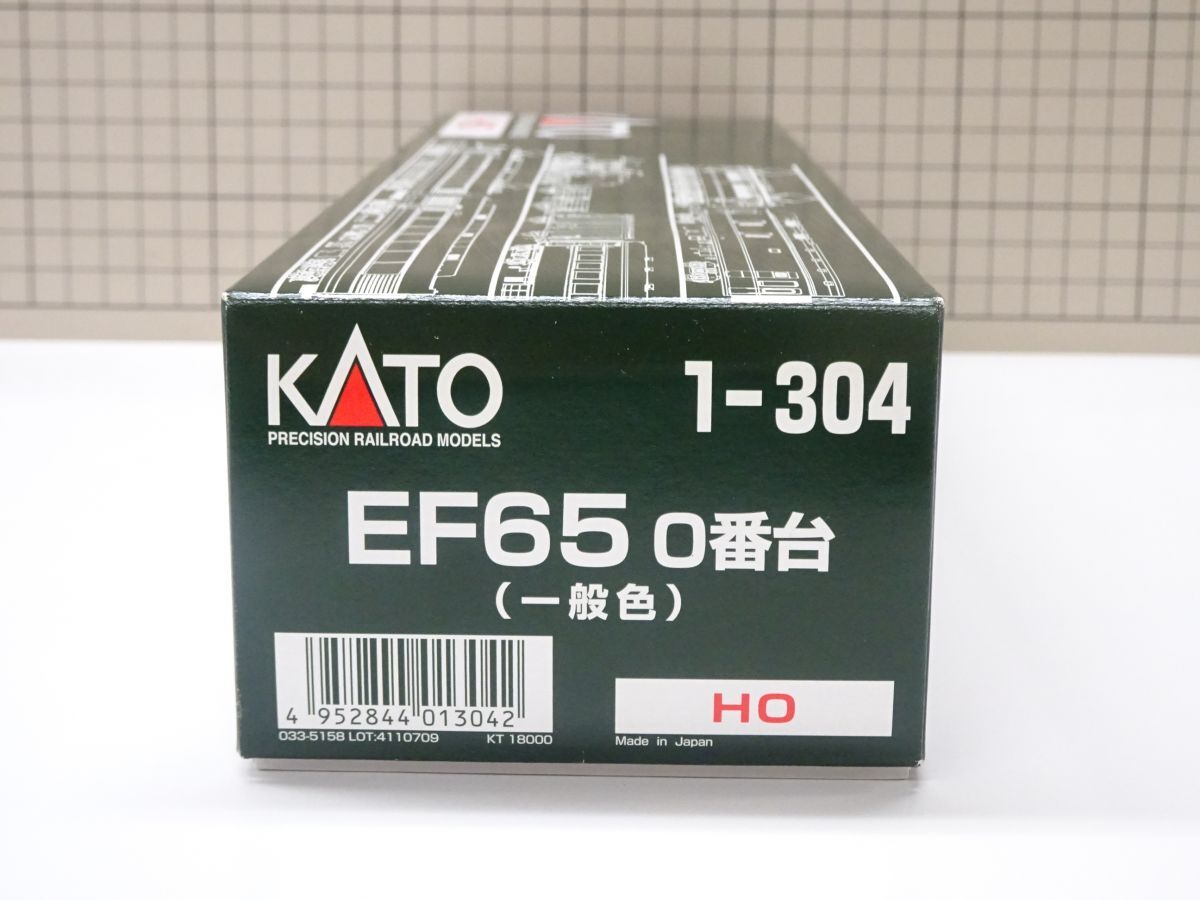 KATO
PRECISION RAILROAD MODELS
1-304
EF65 0番台
(一般色)
4 952844 013042
033-5158 LOT:4110709
KT 18000
HO
Made in Japan